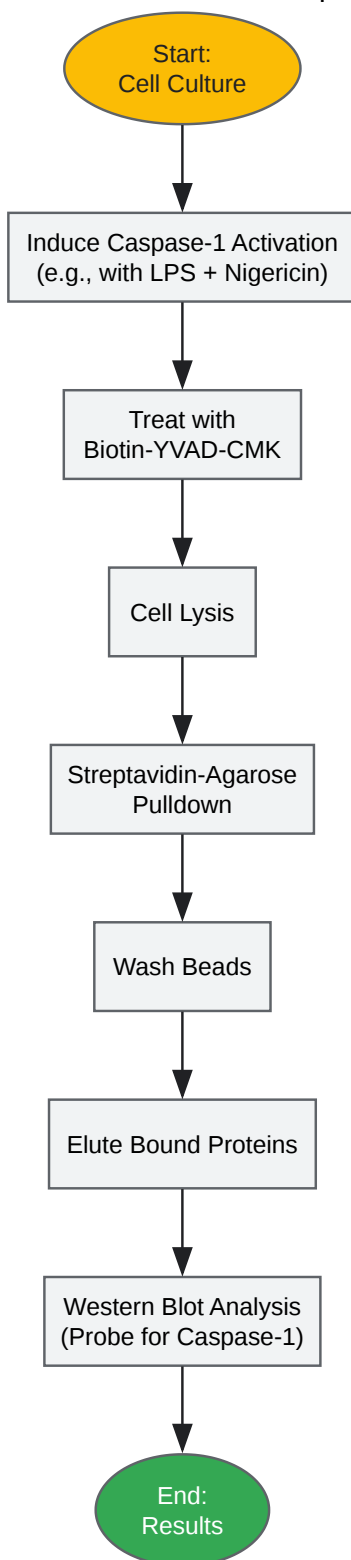 Start:
Cell Culture
Induce Caspase-1 Activation
(e.g., with LPS + Nigericin)
Treat with
Biotin-YVAD-CMK
Cell Lysis
Streptavidin-Agarose
Pulldown
Wash Beads
Elute Bound Proteins
Western Blot Analysis
(Probe for Caspase-1)
End:
Results